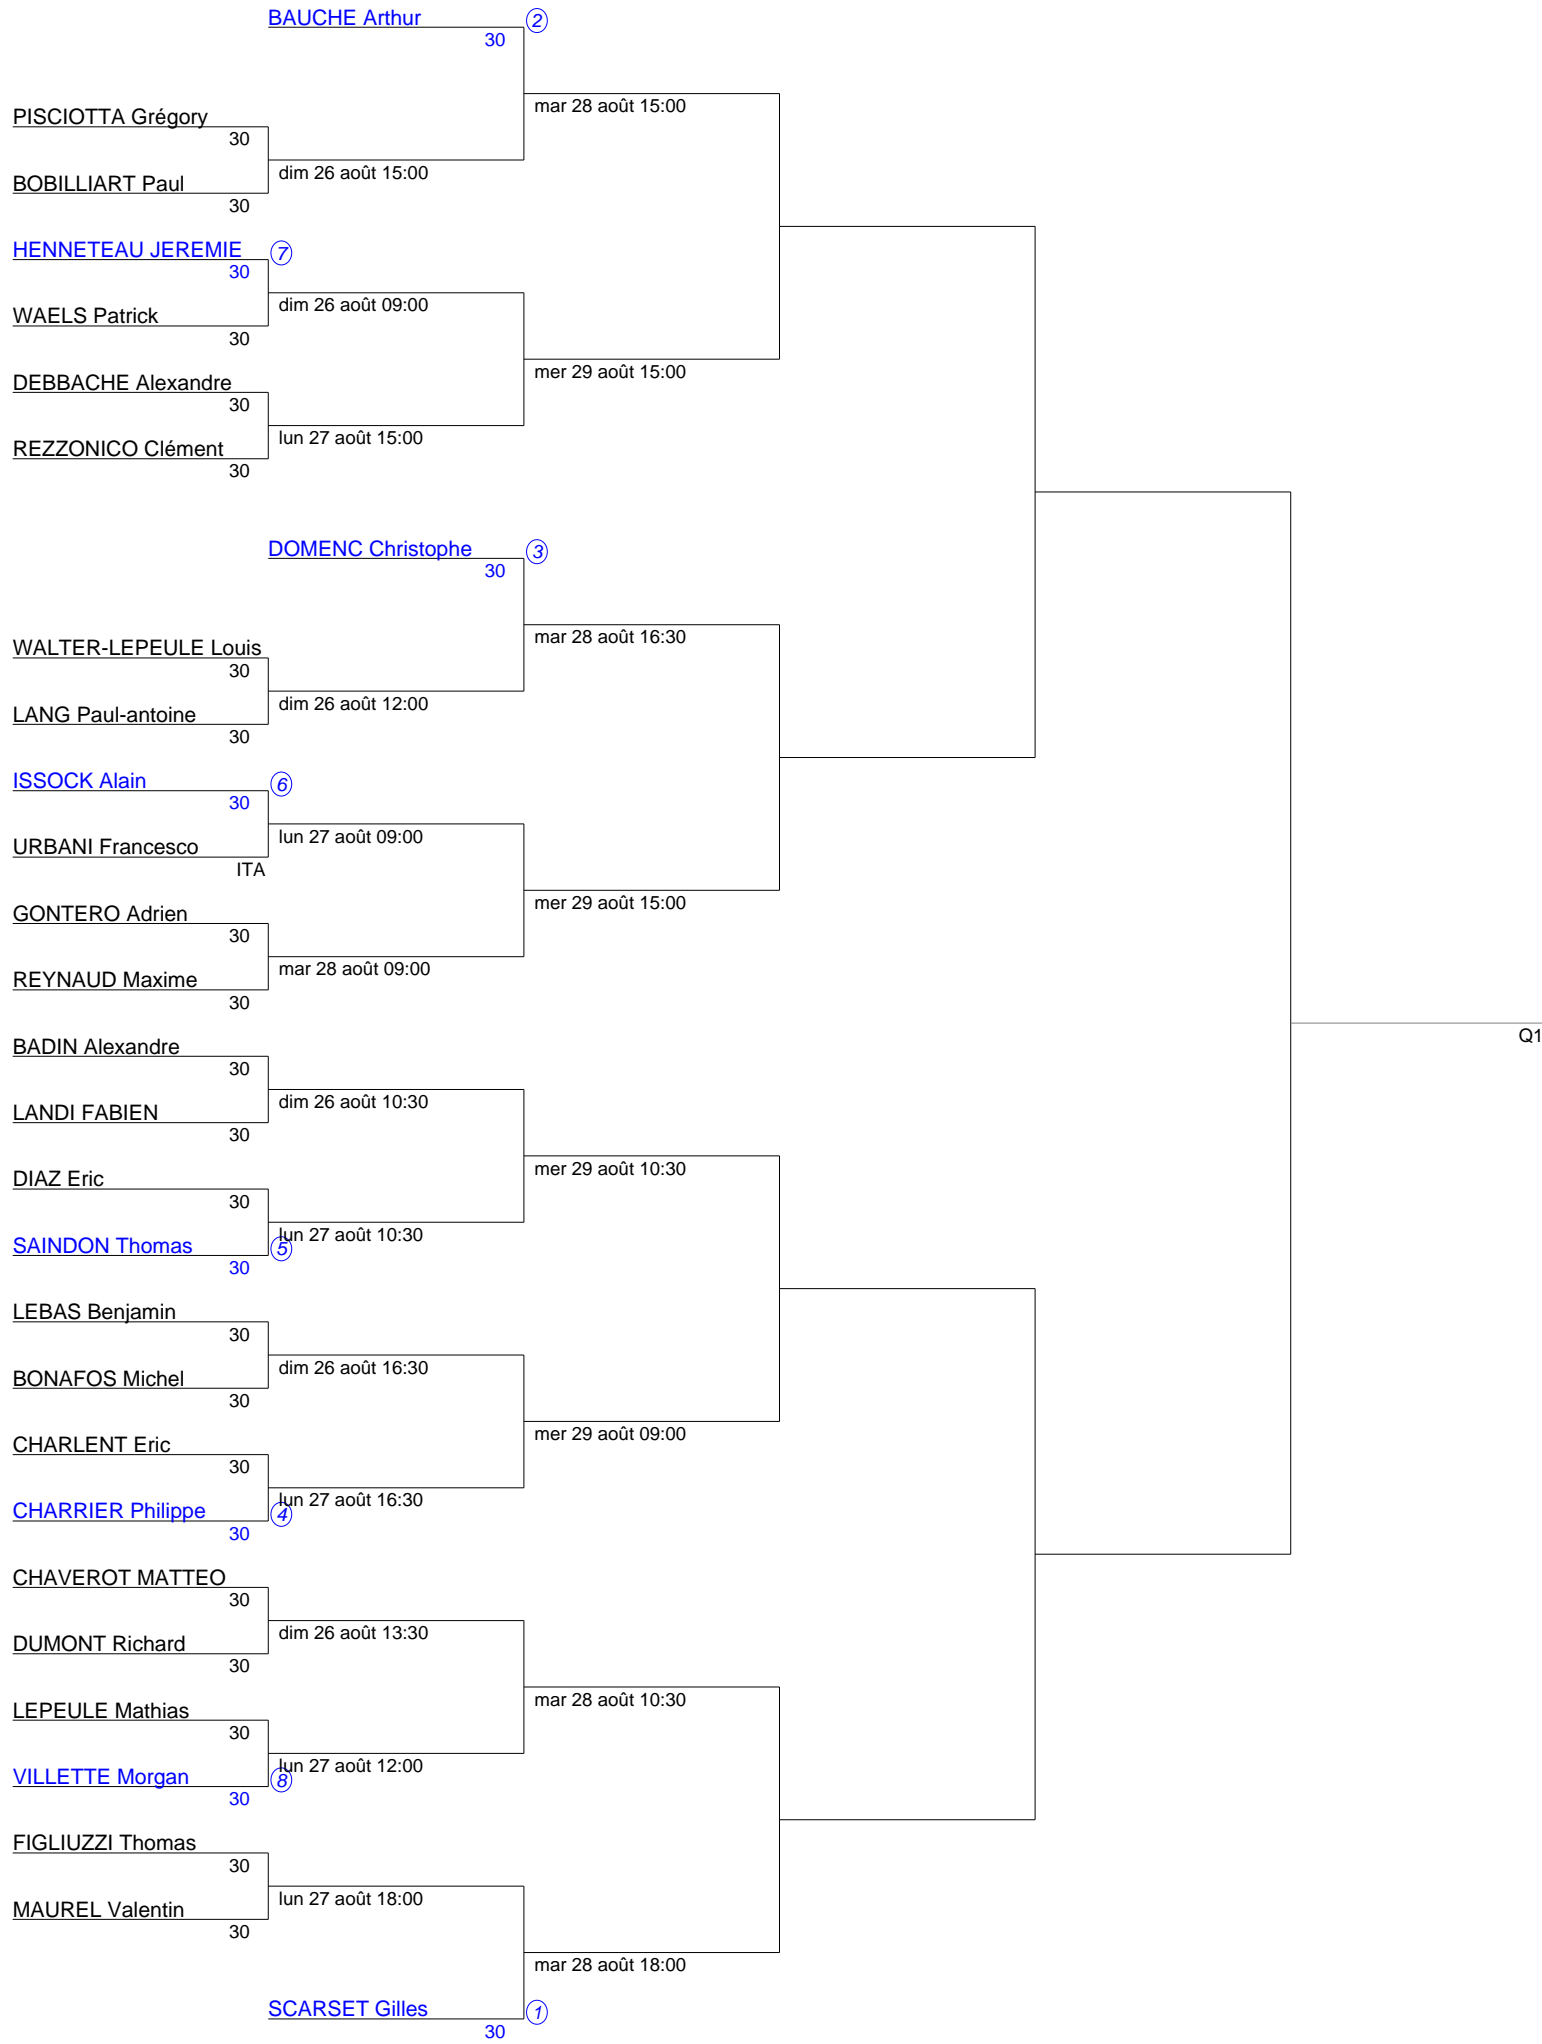 BAUCHE Arthur 2
30
mar 28 août 15:00
PISCIOTTA Grégory
30
dim 26 août 15:00
BOBILLIART Paul
30
HENNETEAU JEREMIE 7
30
dim 26 août 09:00
WAELS Patrick
30
mer 29 août 15:00
DEBBACHE Alexandre
30
lun 27 août 15:00
REZZONICO Clément
30
DOMENC Christophe 3
30
mar 28 août 16:30
WALTER-LEPEULE Louis
30
dim 26 août 12:00
LANG Paul-antoine
30
ISSOCK Alain 6
30
lun 27 août 09:00
URBANI Francesco
ITA
mer 29 août 15:00
GONTERO Adrien
30
mar 28 août 09:00
REYNAUD Maxime
30
Q1
BADIN Alexandre
30
dim 26 août 10:30
LANDI FABIEN
30
mer 29 août 10:30
DIAZ Eric
30
lun 27 août 10:30
SAINDON Thomas 5
30
LEBAS Benjamin
30
dim 26 août 16:30
BONAFOS Michel
30
mer 29 août 09:00
CHARLENT Eric
30
lun 27 août 16:30
CHARRIER Philippe 4
30
CHAVEROT MATTEO
30
dim 26 août 13:30
DUMONT Richard
30
mar 28 août 10:30
LEPEULE Mathias
30
lun 27 août 12:00
VILLETTE Morgan 8
30
FIGLIUZZI Thomas
30
lun 27 août 18:00
MAUREL Valentin
30
mar 28 août 18:00
SCARSET Gilles 1
30